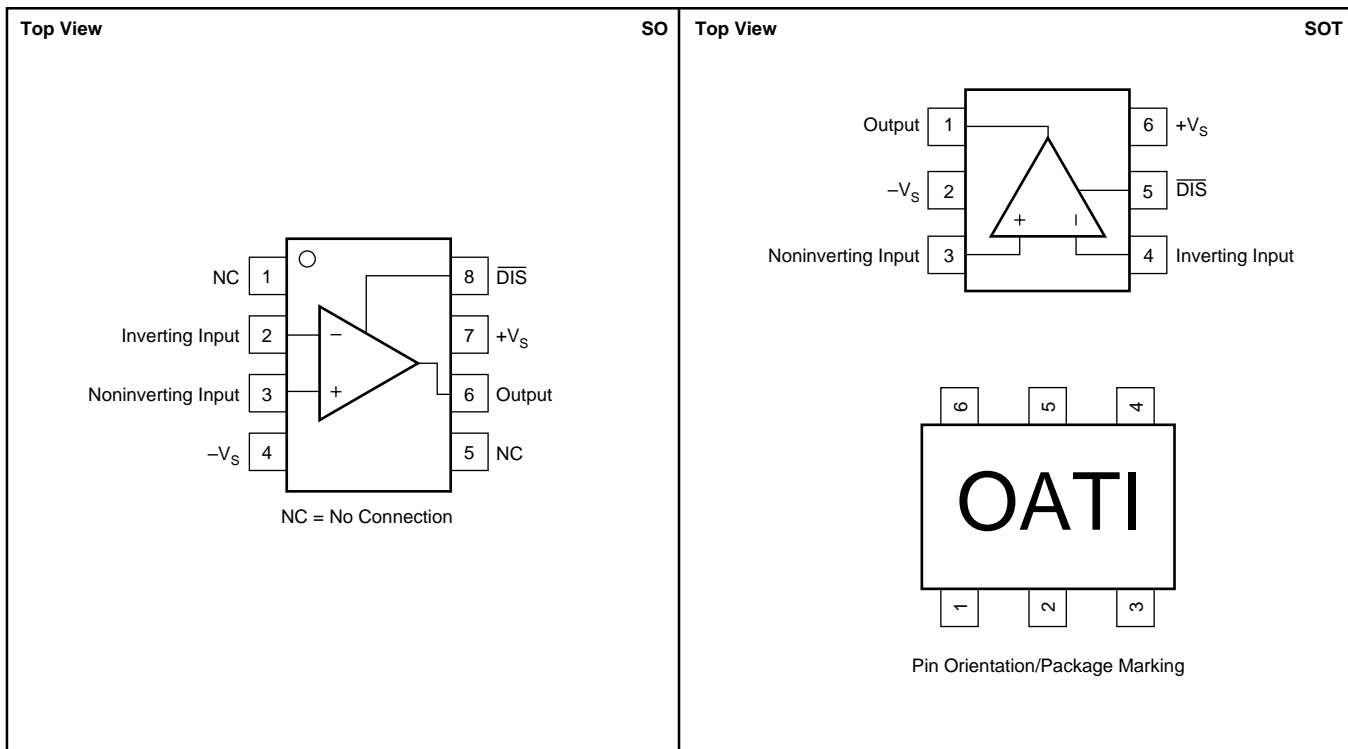 Top View SO
NC 1 8 D̅I̅S̅
Inverting Input 2 − 7 +VS
Noninverting Input 3 + 6 Output
–VS 4 5 NC
NC = No Connection
Top View SOT
Output 1 6 +VS
–VS 2 5 D̅I̅S̅
Noninverting Input 3 + − 4 Inverting Input
6 5 4
OATI
1 2 3
Pin Orientation/Package Marking